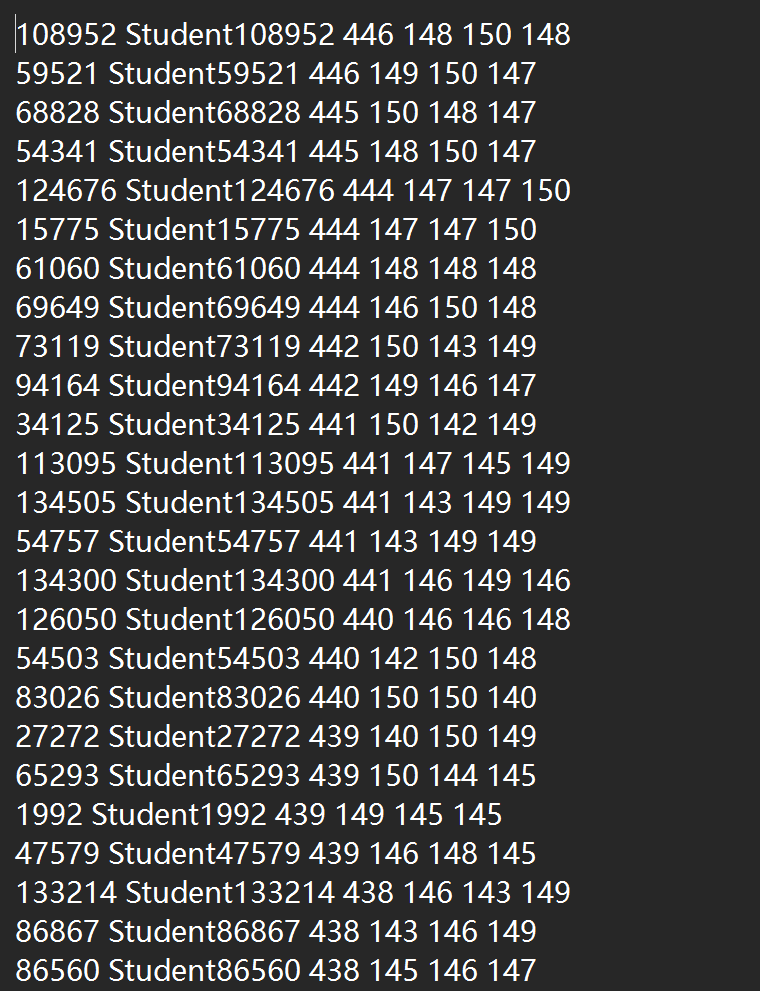 108952 Student108952 446 148 150 148
59521 Student59521 446 149 150 147
68828 Student68828 445 150 148 147
54341 Student54341 445 148 150 147
124676 Student124676 444 147 147 150
15775 Student15775 444 147 147 150
61060 Student61060 444 148 148 148
69649 Student69649 444 146 150 148
73119 Student73119 442 150 143 149
94164 Student94164 442 149 146 147
34125 Student34125 441 150 142 149
113095 Student113095 441 147 145 149
134505 Student134505 441 143 149 149
54757 Student54757 441 143 149 149
134300 Student134300 441 146 149 146
126050 Student126050 440 146 146 148
54503 Student54503 440 142 150 148
83026 Student83026 440 150 150 140
27272 Student27272 439 140 150 149
65293 Student65293 439 150 144 145
1992 Student1992 439 149 145 145
47579 Student47579 439 146 148 145
133214 Student133214 438 146 143 149
86867 Student86867 438 143 146 149
86560 Student86560 438 145 146 147